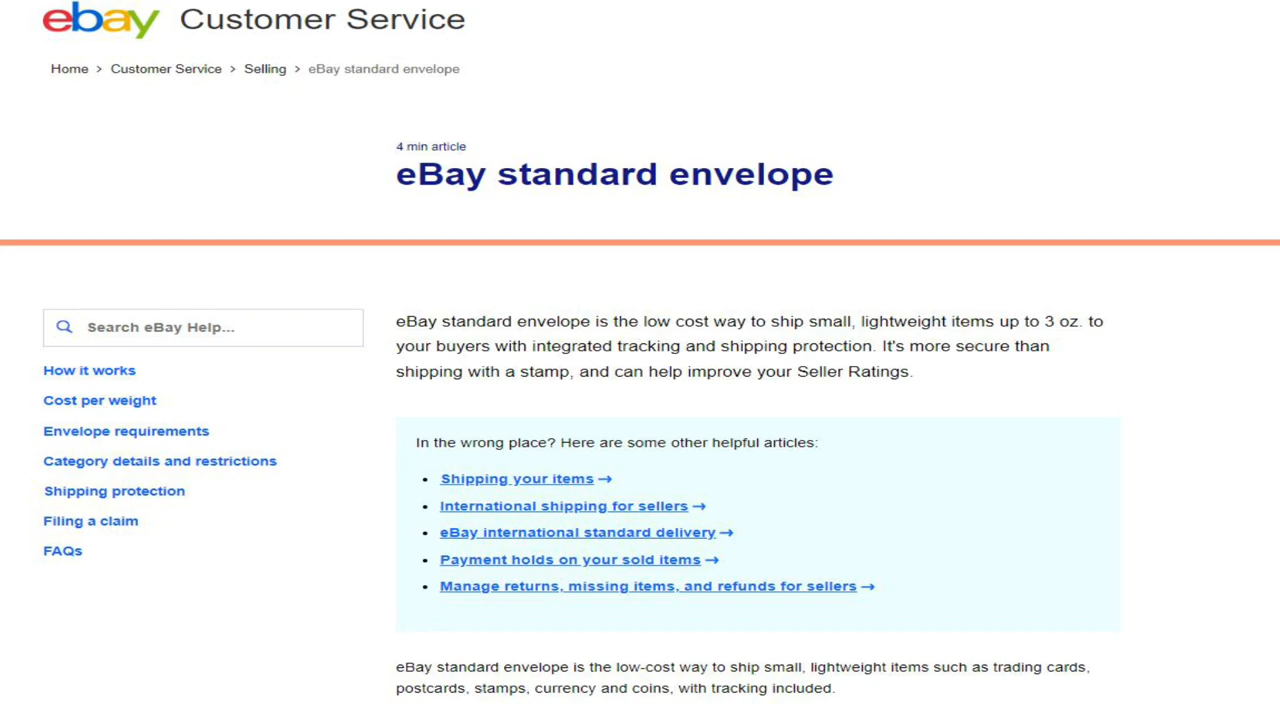 ebay Customer Service
Home > Customer Service > Selling > eBay standard envelope
4 min article
eBay standard envelope
Search eBay Help...
How it works
Cost per weight
Envelope requirements
Category details and restrictions
Shipping protection
Filing a claim
FAQs
eBay standard envelope is the low cost way to ship small, lightweight items up to 3 oz. to
your buyers with integrated tracking and shipping protection. It's more secure than
shipping with a stamp, and can help improve your Seller Ratings.
In the wrong place? Here are some other helpful articles:
• Shipping your items →
• International shipping for sellers →
• eBay international standard delivery →
• Payment holds on your sold items →
• Manage returns, missing items, and refunds for sellers →
eBay standard envelope is the low-cost way to ship small, lightweight items such as trading cards,
postcards, stamps, currency and coins, with tracking included.